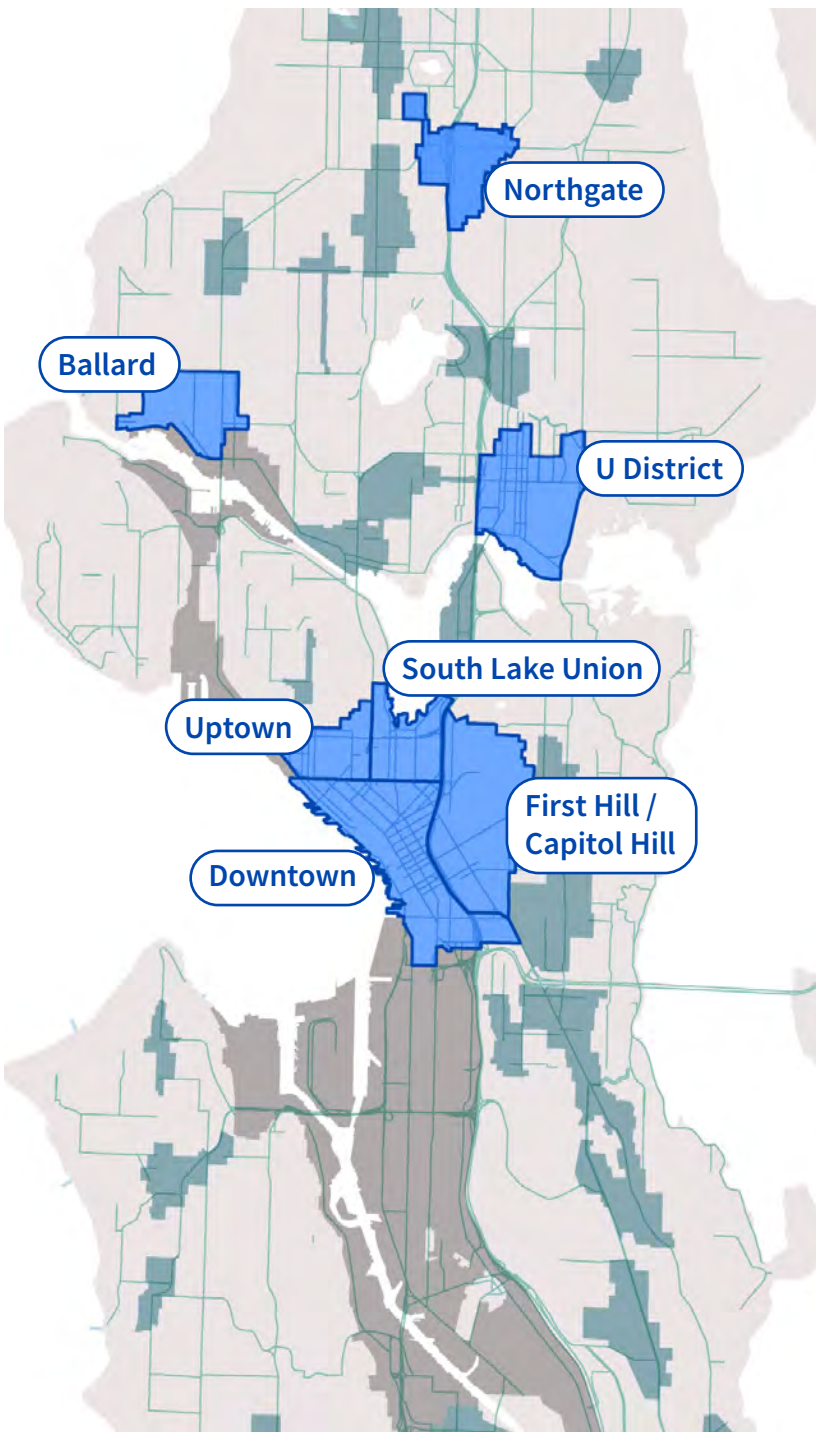 Northgate
Ballard
U District
South Lake Union
Uptown
First Hill /
Capitol Hill
Downtown